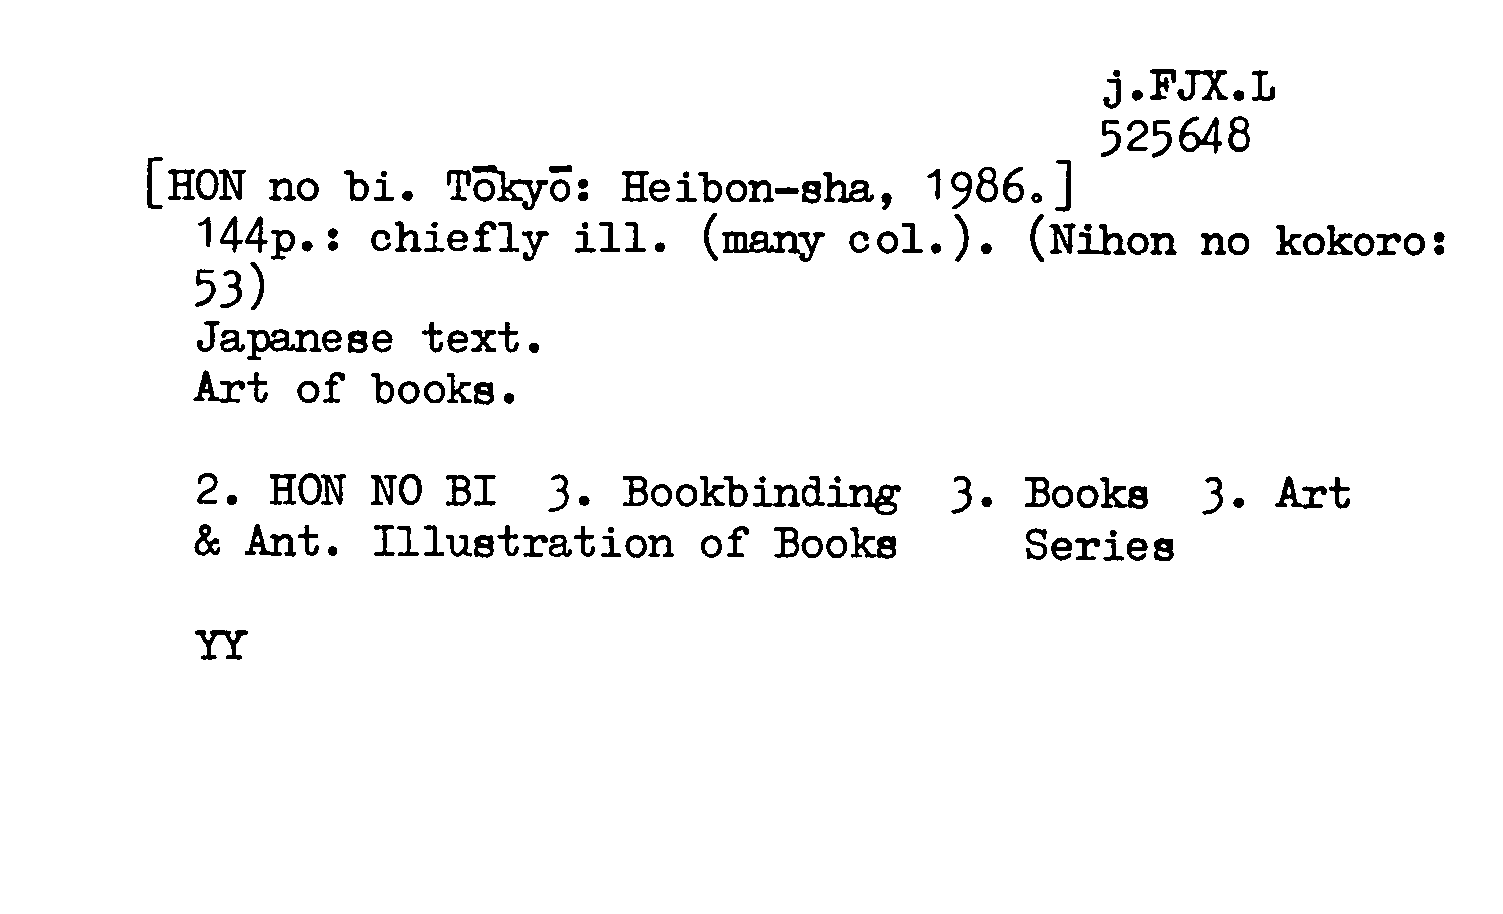 j.FJX.L
525648
[HON no bi. Tōkyō: Heibon-sha, 1986.]
144p.: chiefly ill. (many col.). (Nihon no kokoro:
53)
Japanese text.
Art of books.
2. HON NO BI 3. Bookbinding 3. Books 3. Art
& Ant. Illustration of Books Series
YY